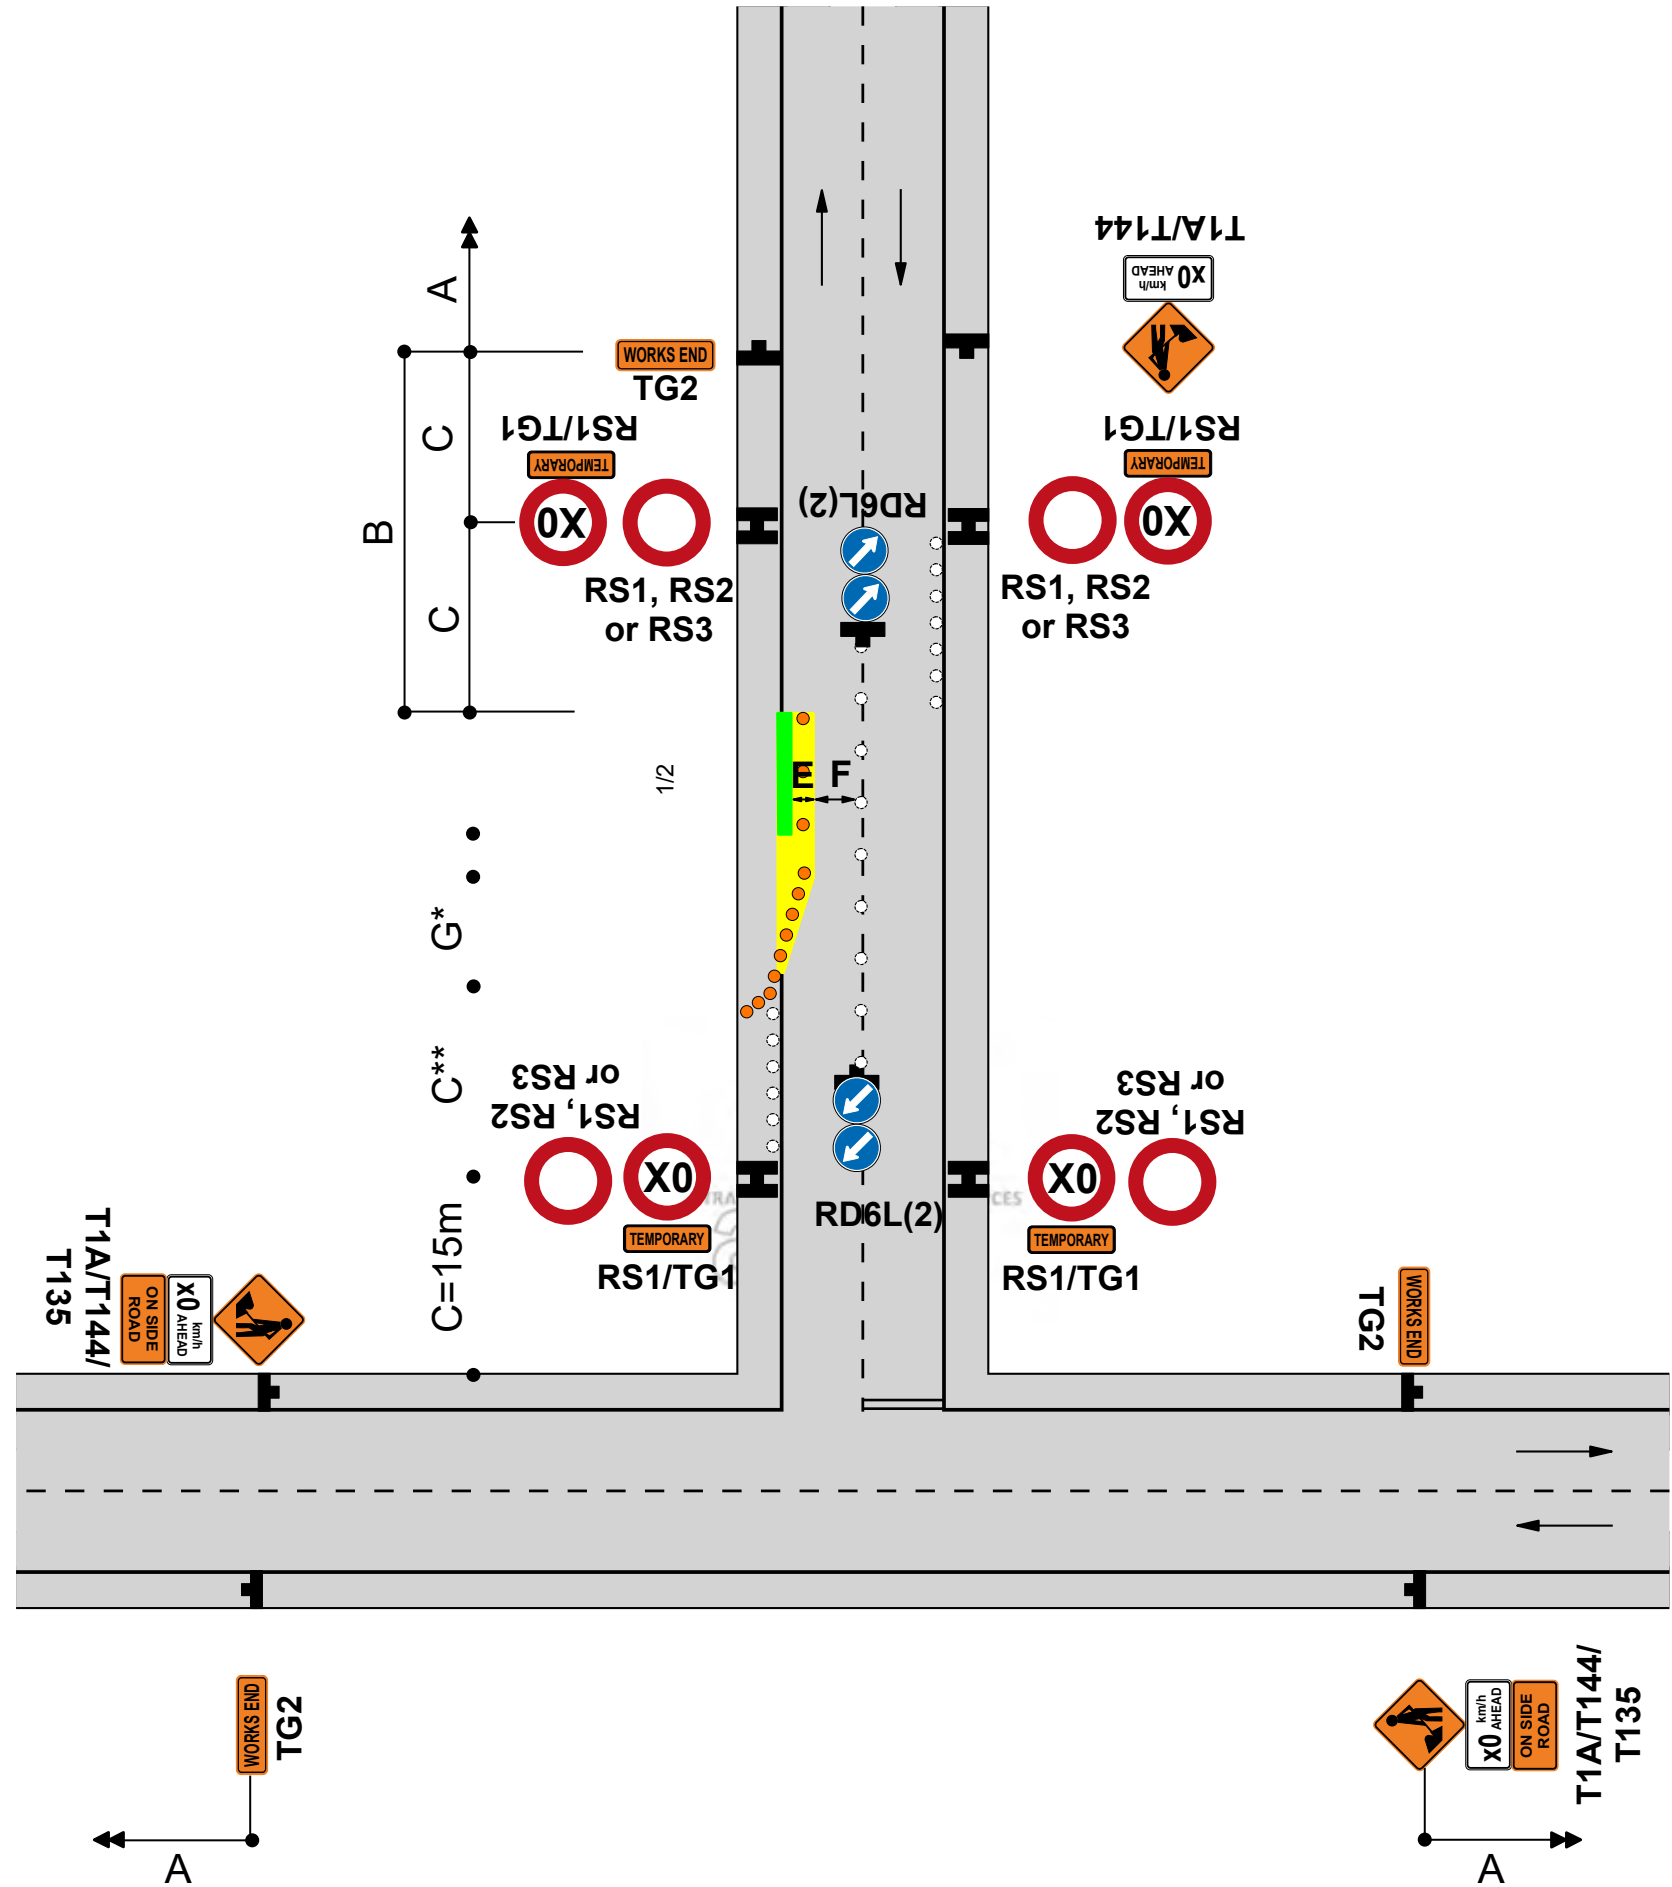 T1A/T144
x0 km/h AHEAD
A
WORKS END
TG2
RS1/TG1
TEMPORARY
X0
RS1/TG1
TEMPORARY
X0
C
B
RD6L(2)
RS1, RS2
or RS3
RS1, RS2
or RS3
C
1/2
E
F
G*
C**
RS1, RS2
or RS3
RS1, RS2
or RS3
X0
X0
TEMPORARY
TEMPORARY
RS1/TG1
RS1/TG1
RD6L(2)
CES
C=15m
T1A/T144/
T135
x0 km/h AHEAD
ON SIDE
ROAD
WORKS END
TG2
WORKS END
TG2
A
x0 km/h AHEAD
ON SIDE
ROAD
T1A/T144/
T135
A